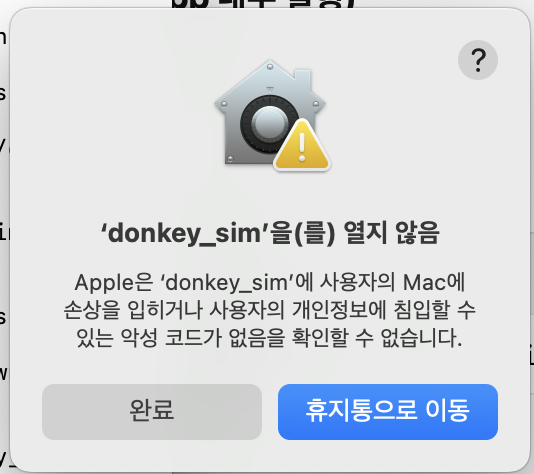 ?
‘donkey_sim’을(를) 열지 않음
Apple은 ‘donkey_sim’에 사용자의 Mac에
손상을 입히거나 사용자의 개인정보에 침입할 수
있는 악성 코드가 없음을 확인할 수 없습니다.
완료
휴지통으로 이동